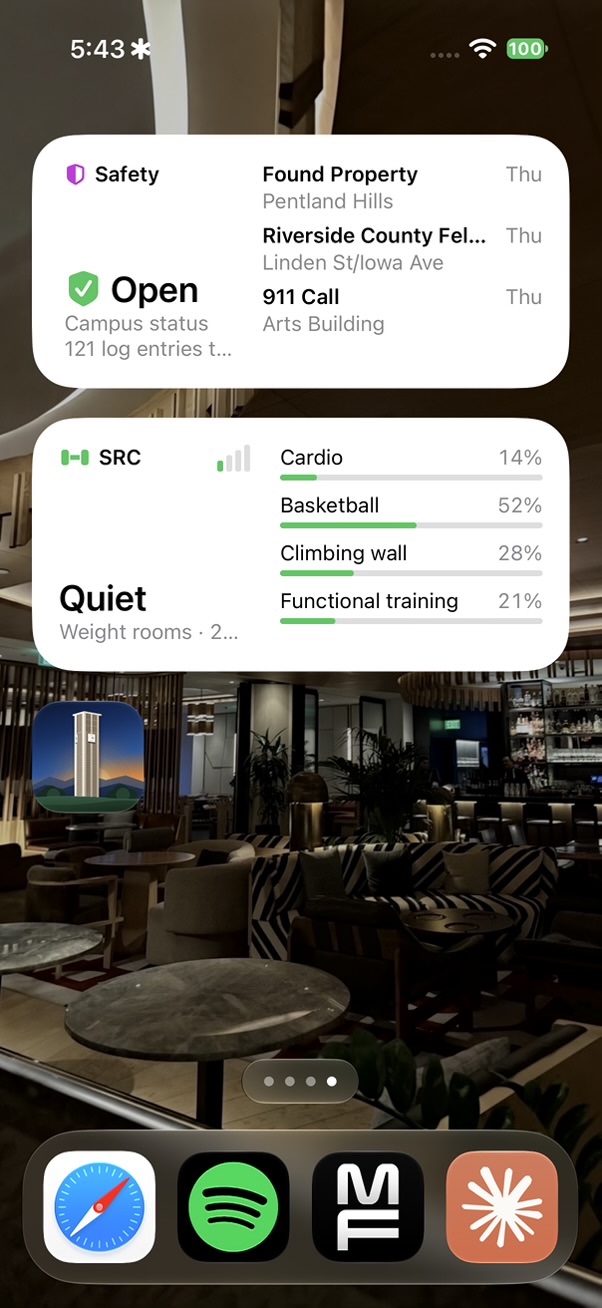 5:43
100
Safety
Open
Campus status
121 log entries t...
Found Property Thu
Pentland Hills
Riverside County Fel... Thu
Linden St/Iowa Ave
911 Call Thu
Arts Building
SRC
Quiet
Weight rooms · 2...
Cardio 14%
Basketball 52%
Climbing wall 28%
Functional training 21%
MF